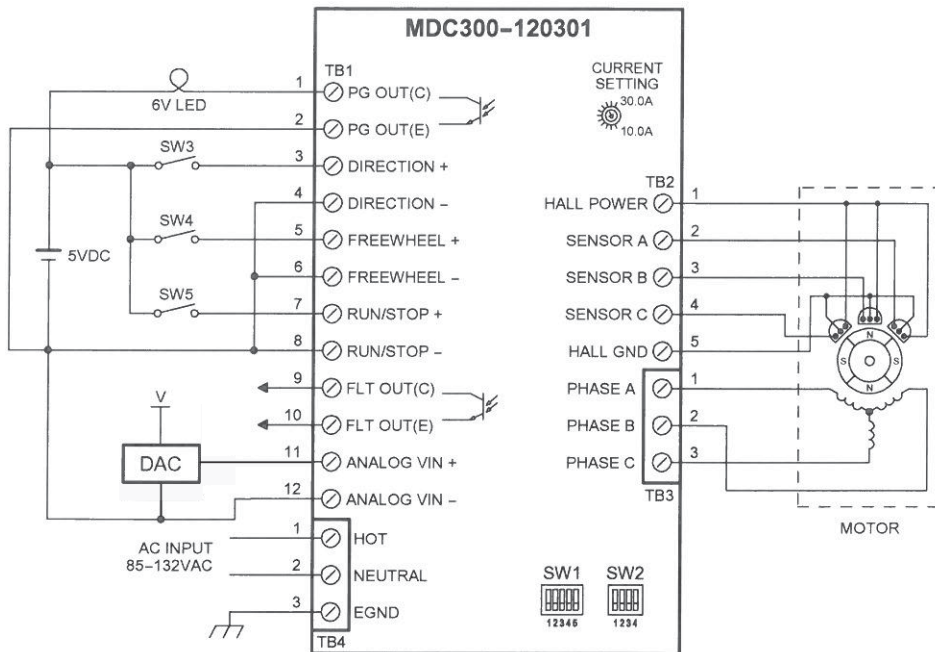 MDC300-120301
TB1
CURRENT
SETTING
30.0A
10.0A
1 PG OUT(C)
6V LED
2 PG OUT(E)
SW3
3 DIRECTION +
4 DIRECTION −
SW4
5 FREEWHEEL +
5VDC
6 FREEWHEEL −
SW5
7 RUN/STOP +
8 RUN/STOP −
9 FLT OUT(C)
10 FLT OUT(E)
V
DAC
11 ANALOG VIN +
12 ANALOG VIN −
AC INPUT
85-132VAC
1 HOT
2 NEUTRAL
3 EGND
TB4
TB2
HALL POWER 1
SENSOR A 2
SENSOR B 3
SENSOR C 4
HALL GND 5
PHASE A 1
PHASE B 2
PHASE C 3
TB3
N
S
S
N
MOTOR
SW1
12345
SW2
1234